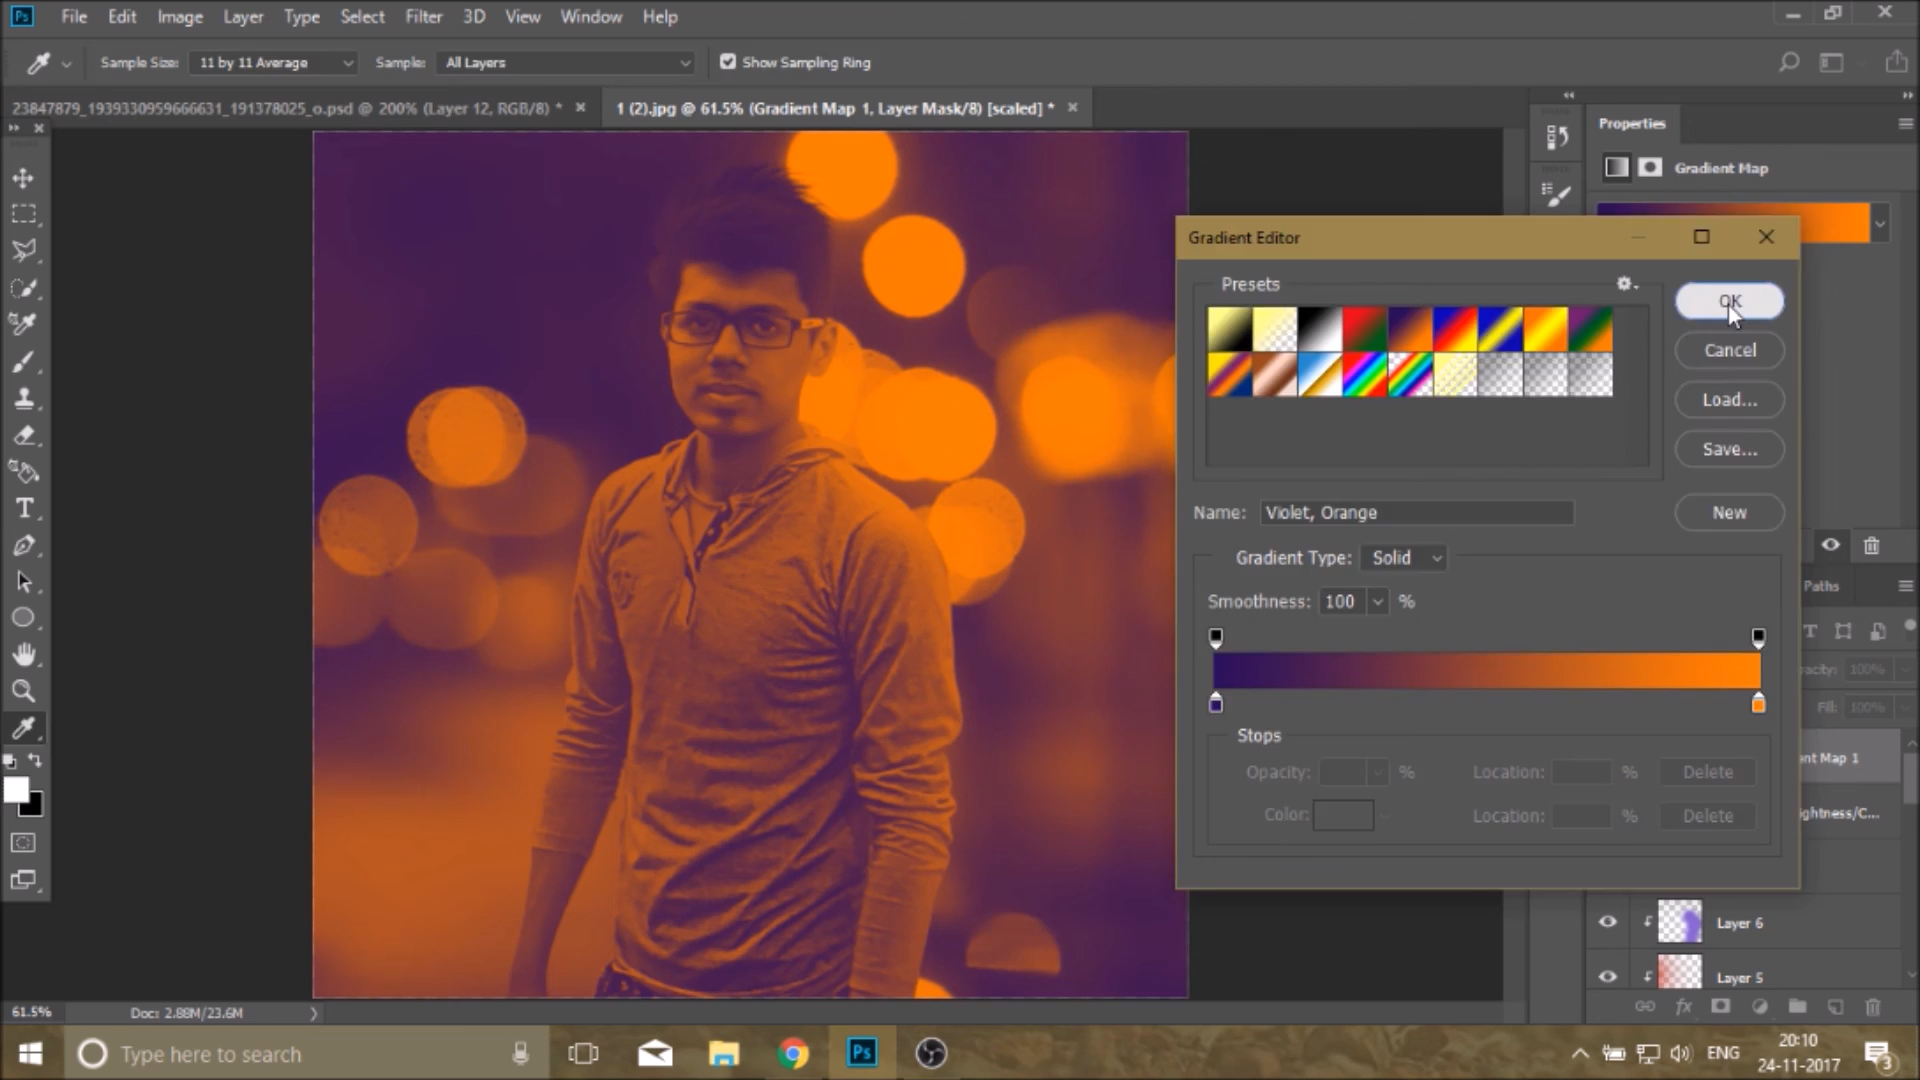 Ps File Edit Image Layer Type Select Filter 3D View Window Help
Sample Size: 11 by 11 Average Sample: All Layers Show Sampling Ring
23847879_1939330959666631_191378025_o.psd @ 200% (Layer 12, RGB/8) * 1 (2).jpg @ 61.5% (Gradient Map 1, Layer Mask/8) [scaled] *
Properties
Gradient Map
Gradient Editor
Presets
OK
Cancel
Load...
Save...
Name: Violet, Orange
New
Gradient Type: Solid
Paths
Smoothness: 100 %
acity: 100%
Fill: 100%
Stops
nt Map 1
Opacity: % Location: % Delete
Color: Location: % Delete
ightness/C...
Layer 6
Layer 5
61.5% Doc: 2.88M/23.6M
Type here to search
Ps
ENG
20:10
24-11-2017
3